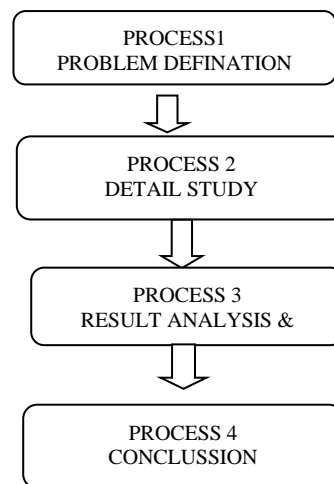 PROCESS1
PROBLEM DEFINATION
PROCESS 2
DETAIL STUDY
PROCESS 3
RESULT ANALYSIS &
PROCESS 4
CONCLUSSION